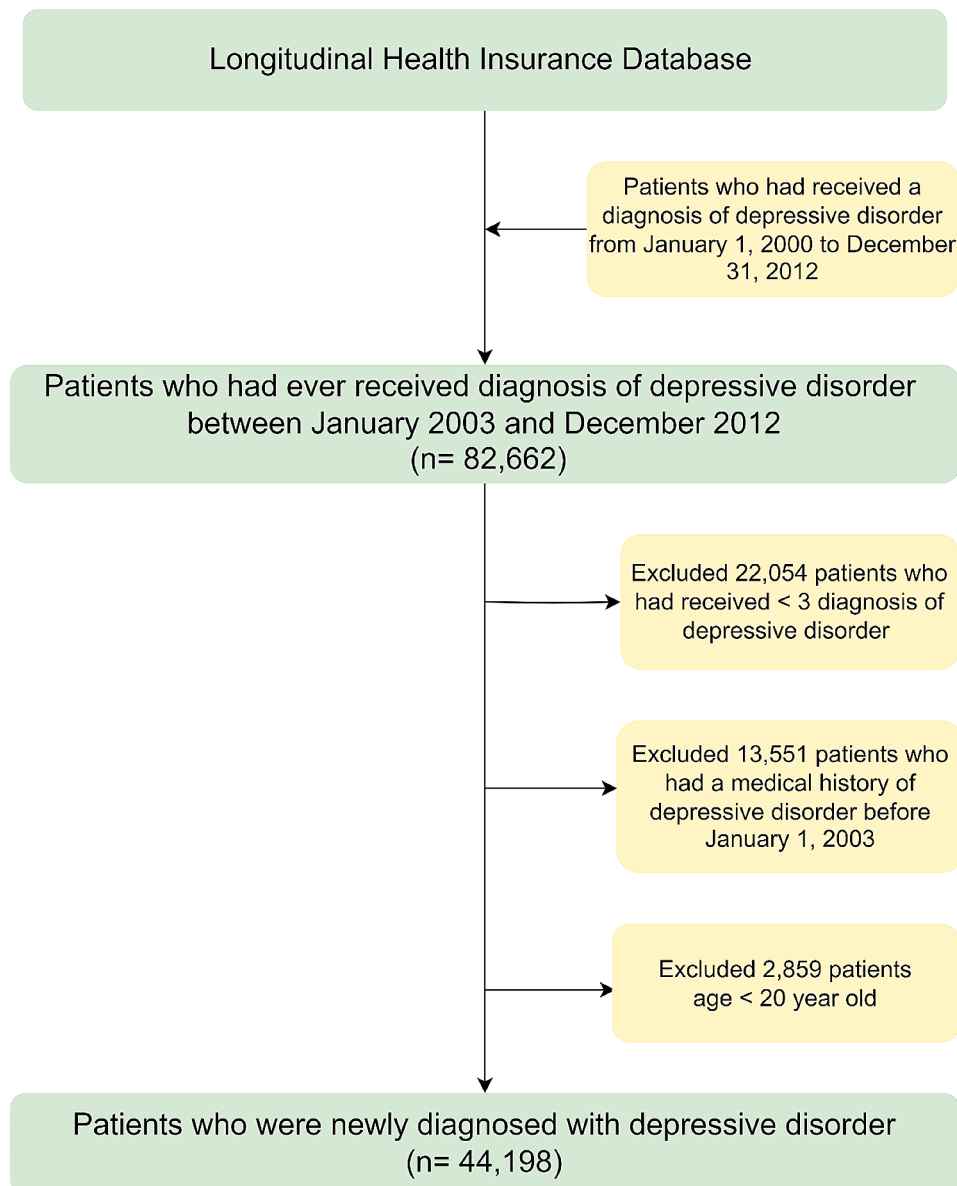 Longitudinal Health Insurance Database
Patients who had received a
diagnosis of depressive disorder
from January 1, 2000 to December
31, 2012
Patients who had ever received diagnosis of depressive disorder
between January 2003 and December 2012
(n= 82,662)
Excluded 22,054 patients who
had received < 3 diagnosis of
depressive disorder
Excluded 13,551 patients who
had a medical history of
depressive disorder before
January 1, 2003
Excluded 2,859 patients
age < 20 year old
Patients who were newly diagnosed with depressive disorder
(n= 44,198)